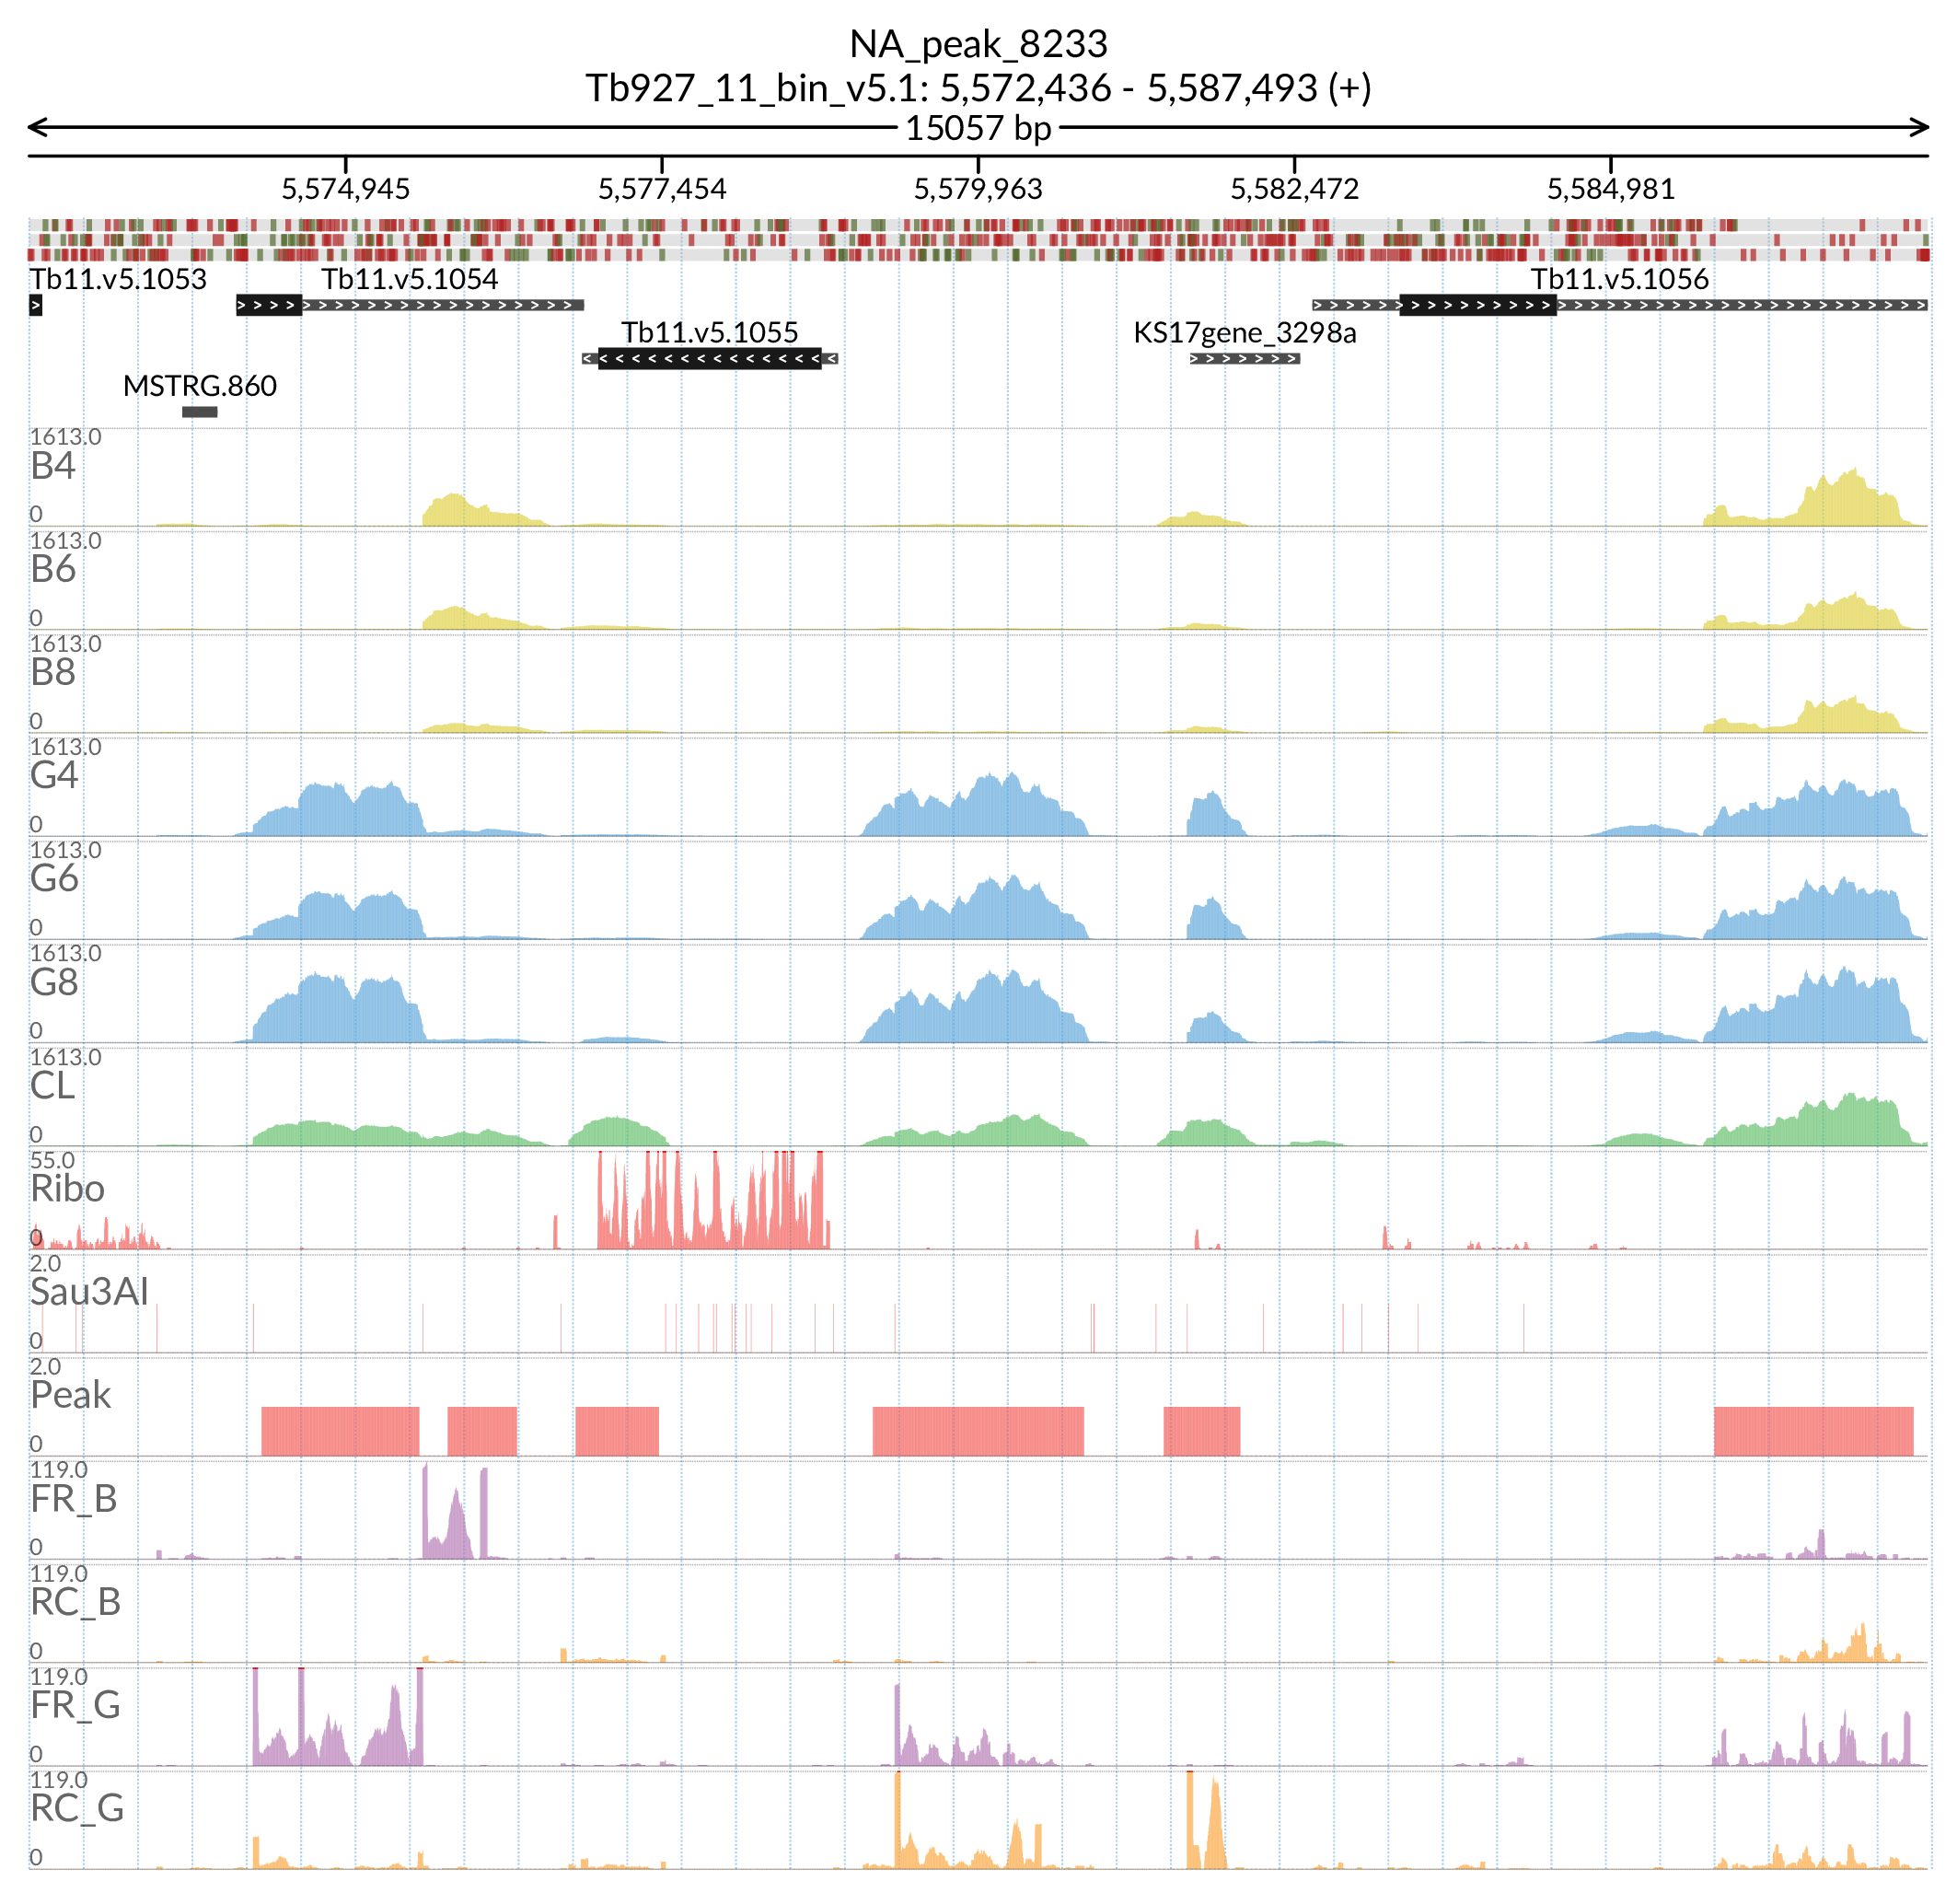 NA_peak_8233
Tb927_11_bin_v5.1: 5,572,436 - 5,587,493 (+)
15057 bp
5,574,945 5,577,454 5,579,963 5,582,472 5,584,981
Tb11.v5.1053 Tb11.v5.1054 Tb11.v5.1056
Tb11.v5.1055 KS17gene_3298a
MSTRG.860
1613.0
B4
0
1613.0
B6
0
1613.0
B8
0
1613.0
G4
0
1613.0
G6
0
1613.0
G8
0
1613.0
CL
0
55.0
Ribo
0
2.0
Sau3AI
0
2.0
Peak
0
119.0
FR_B
0
119.0
RC_B
0
119.0
FR_G
0
119.0
RC_G
0